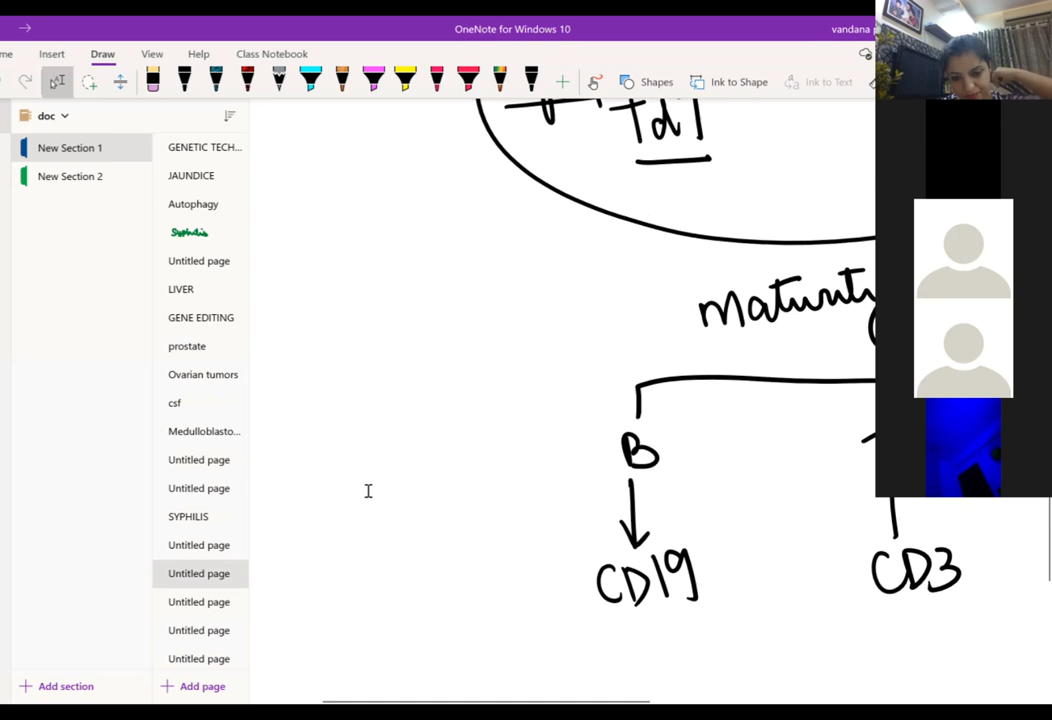 OneNote for Windows 10
vandana
Insert
Draw
View
Help
Class Notebook
Shapes
Ink to Shape
Ink to Text
doc
New Section 1
New Section 2
GENETIC TECH...
JAUNDICE
Autophagy
Syphilis
Untitled page
LIVER
GENE EDITING
prostate
Ovarian tumors
csf
Medulloblasto...
Untitled page
Untitled page
SYPHILIS
Untitled page
Untitled page
Untitled page
Untitled page
Untitled page
Add section
Add page
Tdt
B
CD19
CD3